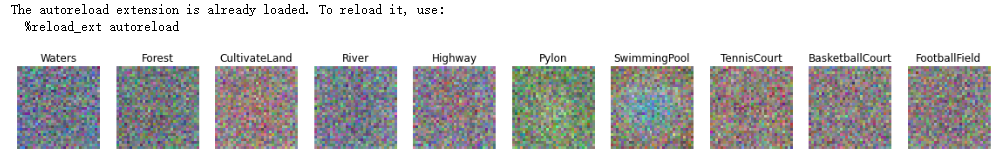 The autoreload extension is already loaded. To reload it, use:
%reload_ext autoreload
Waters Forest CultivateLand River Highway Pylon SwimmingPool TennisCourt BasketballCourt FootballField